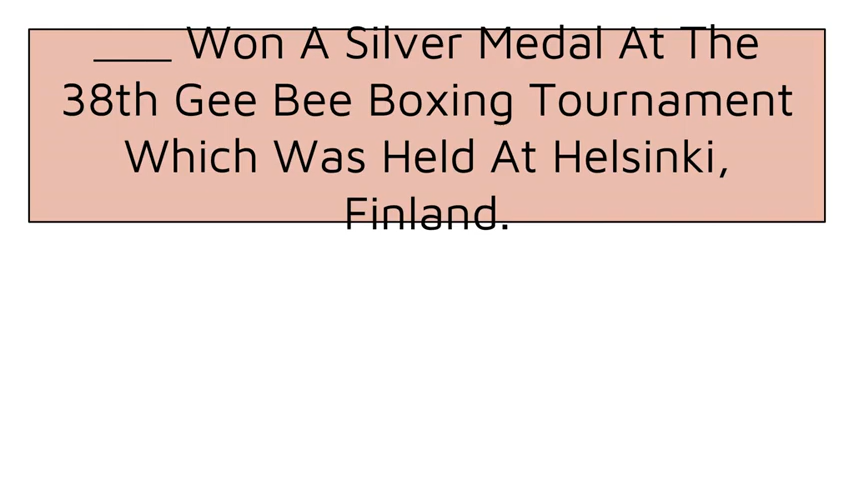 ____ Won A Silver Medal At The
38th Gee Bee Boxing Tournament
Which Was Held At Helsinki,
Finland.